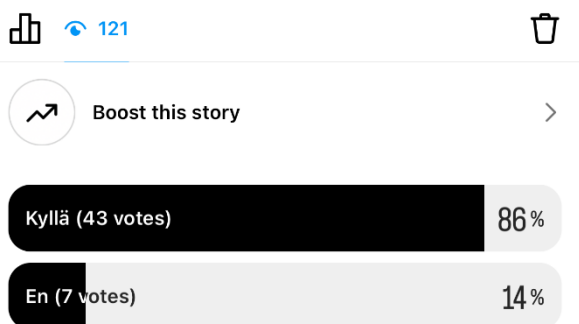 121
Boost this story
Kyllä (43 votes) 86%
En (7 votes) 14%